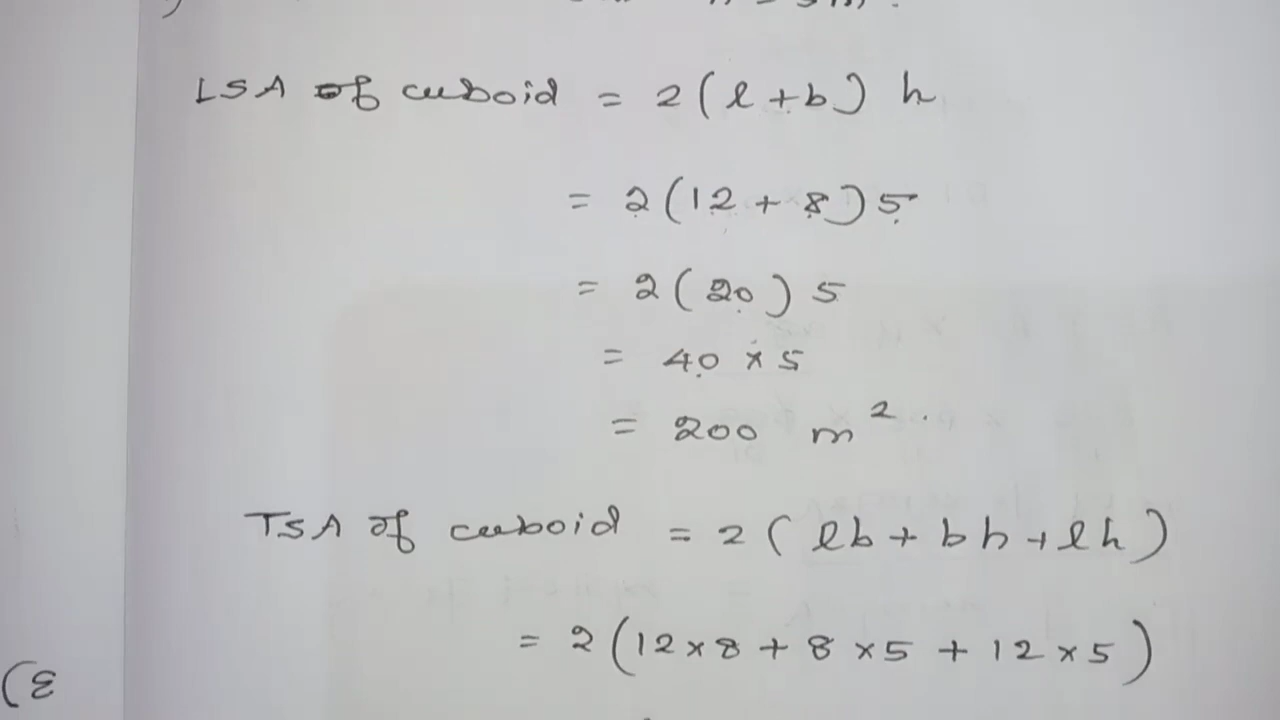 LSA of cuboid = 2(l+b) h
= 2(12 + 8)5
= 2(20) 5
= 40 × 5
= 200 m².
TSA of cuboid = 2(lb + bh + lh)
= 2(12×8 + 8×5 + 12×5)